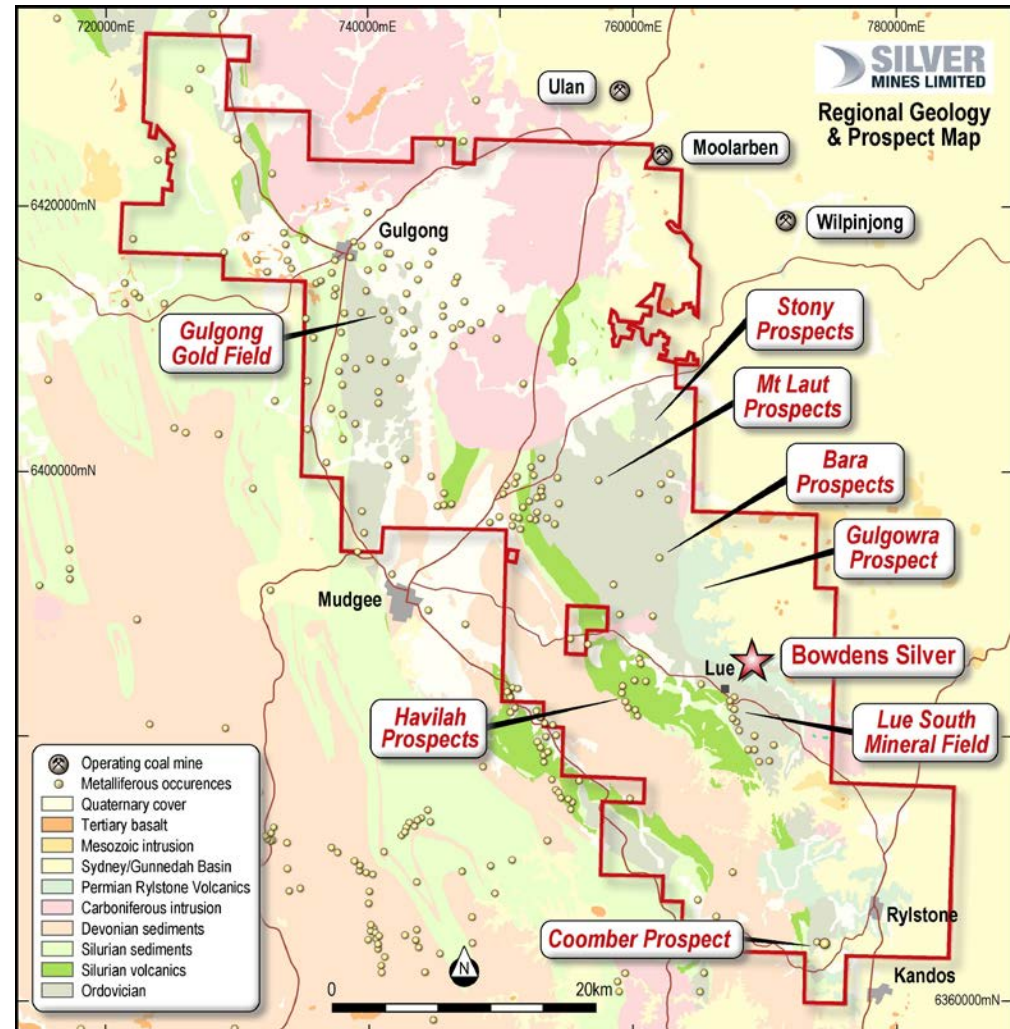 720000mE
740000mE
760000mE
780000mE
SILVER
MINES LIMITED
Regional Geology
& Prospect Map
Ulan
Moolarben
Wilpinjong
6420000mN
Gulgong
Gulgong
Gold Field
Stony
Prospects
Mt Laut
Prospects
6400000mN
Bara
Prospects
Gulgowra
Prospect
Mudgee
Lue
Bowdens Silver
Havilah
Prospects
Lue South
Mineral Field
Operating coal mine
Metalliferous occurences
Quaternary cover
Tertiary basalt
Mesozoic intrusion
Sydney/Gunnedah Basin
Permian Rylstone Volcanics
Carboniferous intrusion
Devonian sediments
Silurian sediments
Silurian volcanics
Ordovician
Rylstone
Coomber Prospect
Kandos
N
0
20km
6360000mN